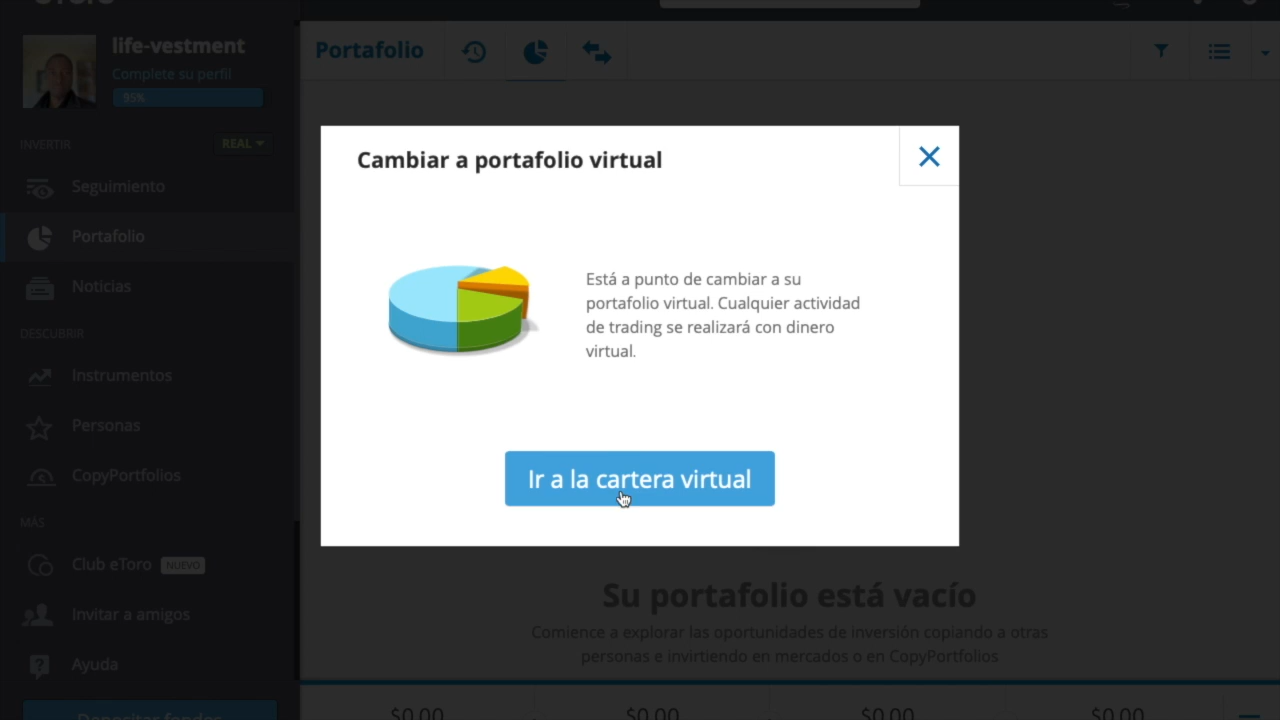 life-vestment
Complete su perfil
95%
INVERTIR
REAL
Seguimiento
Portafolio
Noticias
DESCUBRIR
Instrumentos
Personas
CopyPortfolios
MÁS
Club eToro NUEVO
Invitar a amigos
Ayuda
Depositar fondos
Portafolio
Cambiar a portafolio virtual
Está a punto de cambiar a su
portafolio virtual. Cualquier actividad
de trading se realizará con dinero
virtual.
Ir a la cartera virtual
Su portafolio está vacío
Comience a explorar las oportunidades de inversión copiando a otras
personas e invirtiendo en mercados o en CopyPortfolios
$0.00 $0.00 $0.00 $0.00